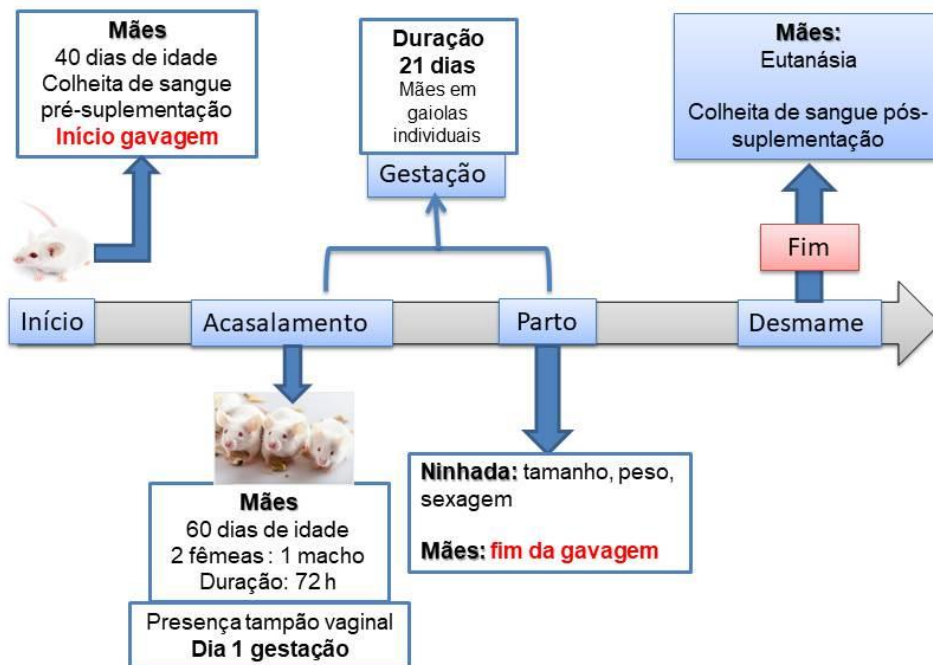 Mães
40 dias de idade
Colheita de sangue
pré-suplementação
Início gavagem
Duração
21 dias
Mães em
gaiolas
individuais
Gestação
Mães:
Eutanásia
Colheita de sangue pós-
suplementação
Fim
Início
Acasalamento
Parto
Desmame
Mães
60 dias de idade
2 fêmeas : 1 macho
Duração: 72 h
Presença tampão vaginal
Dia 1 gestação
Ninhada: tamanho, peso,
sexagem
Mães: fim da gavagem